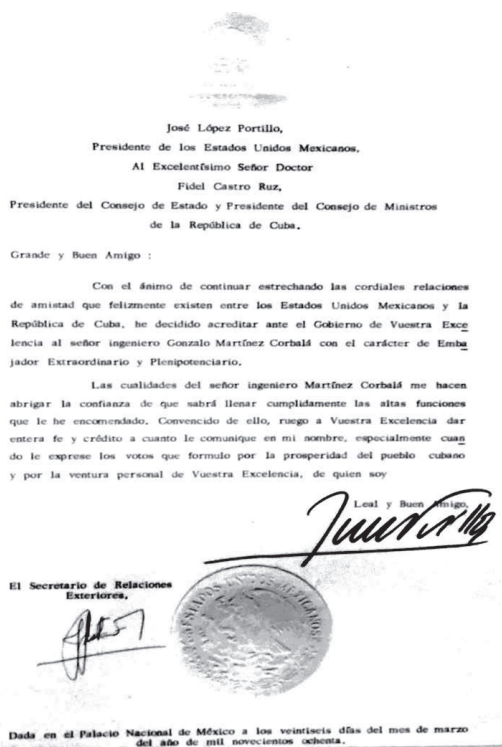 José López Portillo,
Presidente de los Estados Unidos Mexicanos.
Al Excelentísimo Señor Doctor
Fidel Castro Ruz,
Presidente del Consejo de Estado y Presidente del Consejo de Ministros
de la República de Cuba.
Grande y Buen Amigo :
Con el ánimo de continuar estrechando las cordiales relaciones
de amistad que felizmente existen entre los Estados Unidos Mexicanos y la
República de Cuba, he decidido acreditar ante el Gobierno de Vuestra Exce
lencia al señor ingeniero Gonzalo Martínez Corbalá con el carácter de Emba
jador Extraordinario y Plenipotenciario.
Las cualidades del señor ingeniero Martínez Corbalá me hacen
abrigar la confianza de que sabrá llenar cumplidamente las altas funciones
que le he encomendado. Convencido de ello, ruego a Vuestra Excelencia dar
entera fe y crédito a cuanto le comunique en mi nombre, especialmente cuan
do le exprese los votos que formulo por la prosperidad del pueblo cubano
y por la ventura personal de Vuestra Excelencia, de quien soy
Leal y Buen Amigo,
El Secretario de Relaciones
Exteriores,
ESTADOS UNIDOS MEXICANOS
Dada en el Palacio Nacional de México a los veintiseis días del mes de marzo
del año de mil novecientos ochenta.